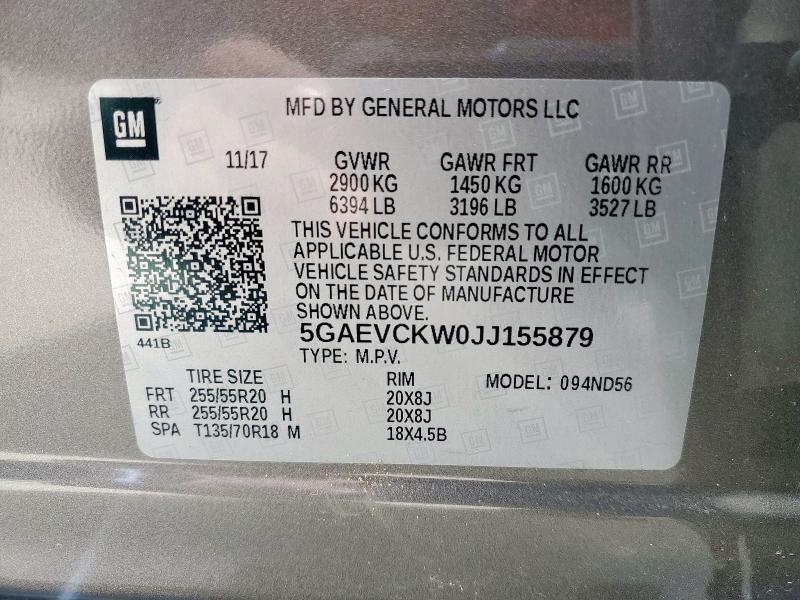 GM
MFD BY GENERAL MOTORS LLC
11/17 GVWR GAWR FRT GAWR RR
2900 KG 1450 KG 1600 KG
6394 LB 3196 LB 3527 LB
THIS VEHICLE CONFORMS TO ALL
APPLICABLE U.S. FEDERAL MOTOR
VEHICLE SAFETY STANDARDS IN EFFECT
ON THE DATE OF MANUFACTURE
SHOWN ABOVE.
441B
5GAEVCKW0JJ155879
TYPE: M.P.V.
TIRE SIZE RIM MODEL: 094ND56
FRT 255/55R20 H 20X8J
RR 255/55R20 H 20X8J
SPA T135/70R18 M 18X4.5B